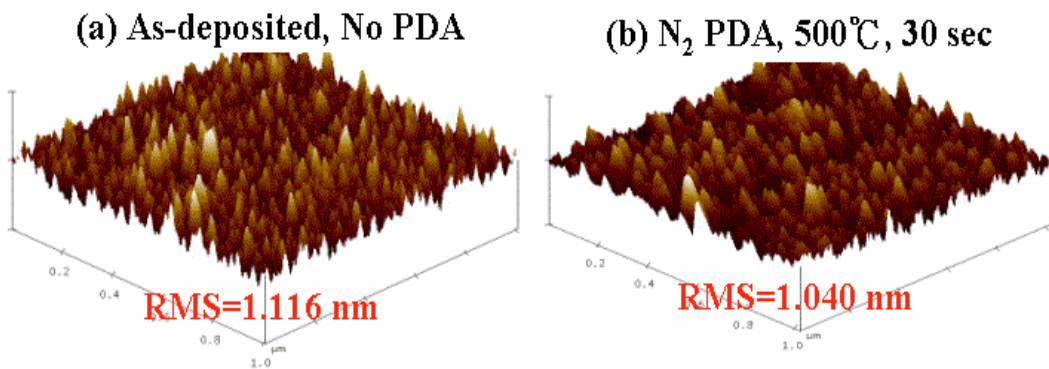 (a) As-deposited, No PDA
(b) N₂ PDA, 500℃, 30 sec
0.2
0.4
0.8
1.0
μm
RMS=1.116 nm
0.2
0.4
0.8
1.0
μm
RMS=1.040 nm